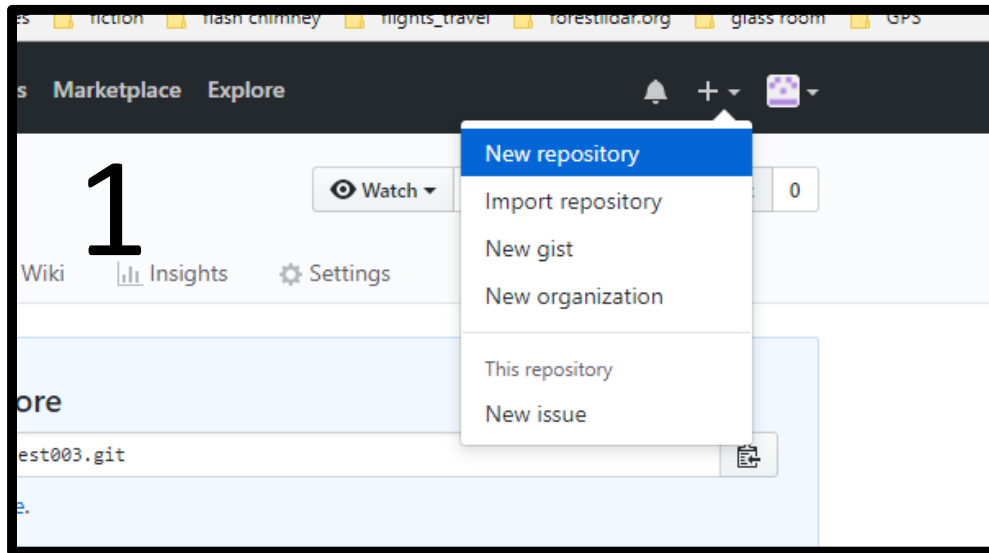 fiction flash chimney flights_travel forestlidar.org glass room GPS
s Marketplace Explore
New repository
1
Watch 0
Import repository
New gist
Wiki Insights Settings
New organization
This repository
ore
New issue
est003.git
e.